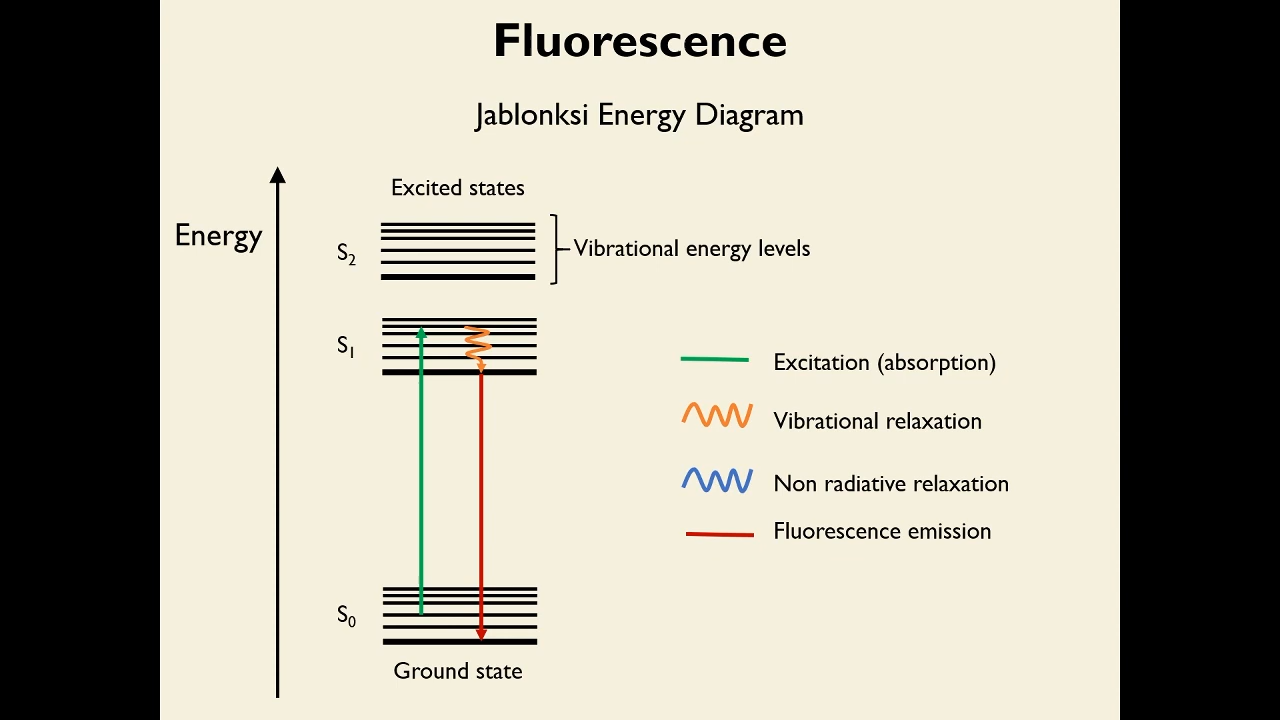 Fluorescence
Jablonksi Energy Diagram
Excited states
Energy
S₂
Vibrational energy levels
S₁
Excitation (absorption)
Vibrational relaxation
Non radiative relaxation
Fluorescence emission
S₀
Ground state